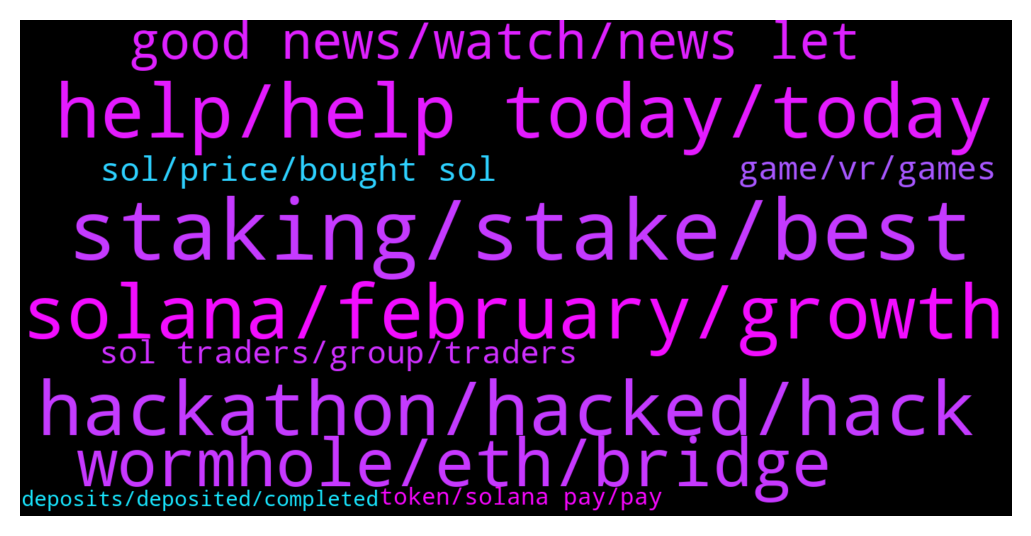 good news/watch/news let
help/help today/today
sol/price/bought sol
game/vr/games
staking/stake/best
solana/february/growth
sol traders/group/traders
hackathon/hacked/hack
wormhole/eth/bridge
deposits/deposited/completed
token/solana pay/pay